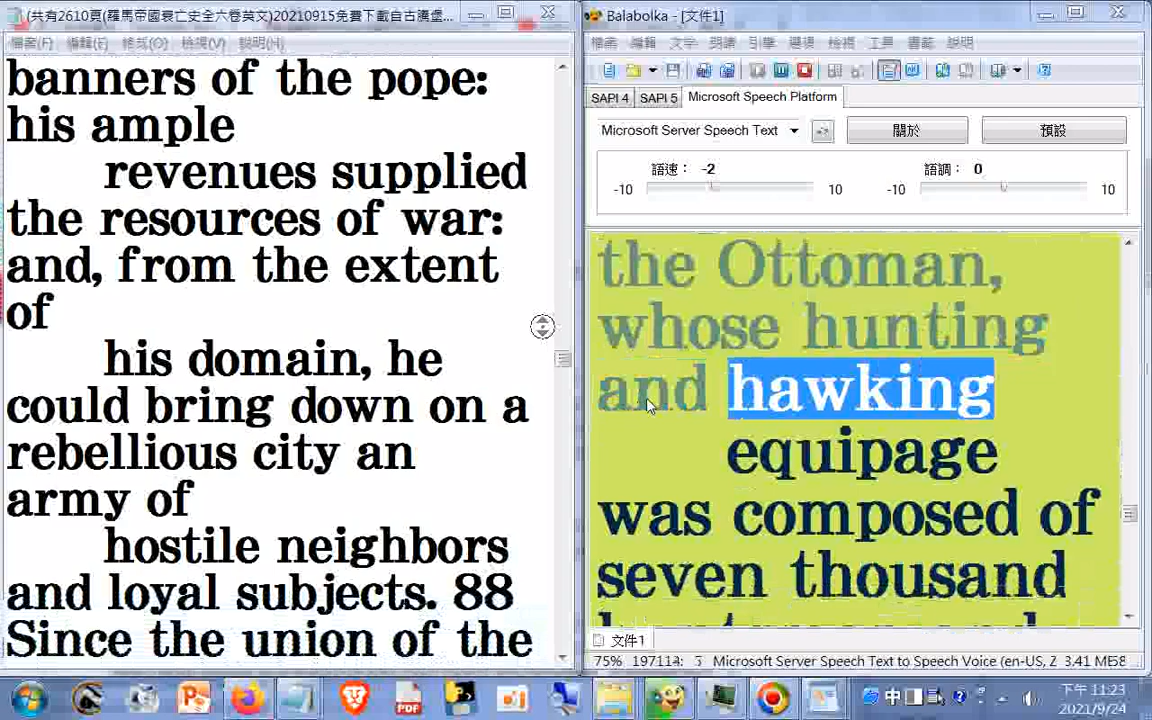 (共有2610頁(羅馬帝國衰亡史全六卷英文)20210915免費下載自古騰堡...
檔案(F) 編輯(E) 格式(O) 檢視(V) 說明(H)
banners of the pope:
his ample
revenues supplied
the resources of war:
and, from the extent
of
his domain, he
could bring down on a
rebellious city an
army of
hostile neighbors
and loyal subjects. 88
Since the union of the
Balabolka - [文件1]
檔案 編輯 文字 朗讀 引擎 選項 檢視 工具 書籤 說明
SAPI 4 SAPI 5 Microsoft Speech Platform
Microsoft Server Speech Text
關於
預設
語速: -2
語調: 0
-10 10 -10 10
the Ottoman,
whose hunting
and hawking
equipage
was composed of
seven thousand
文件1
75% Microsoft Server Speech Text to Speech Voice (en-US, Z 3.41 ME
PDF
中
下午 11:23
2021/9/24